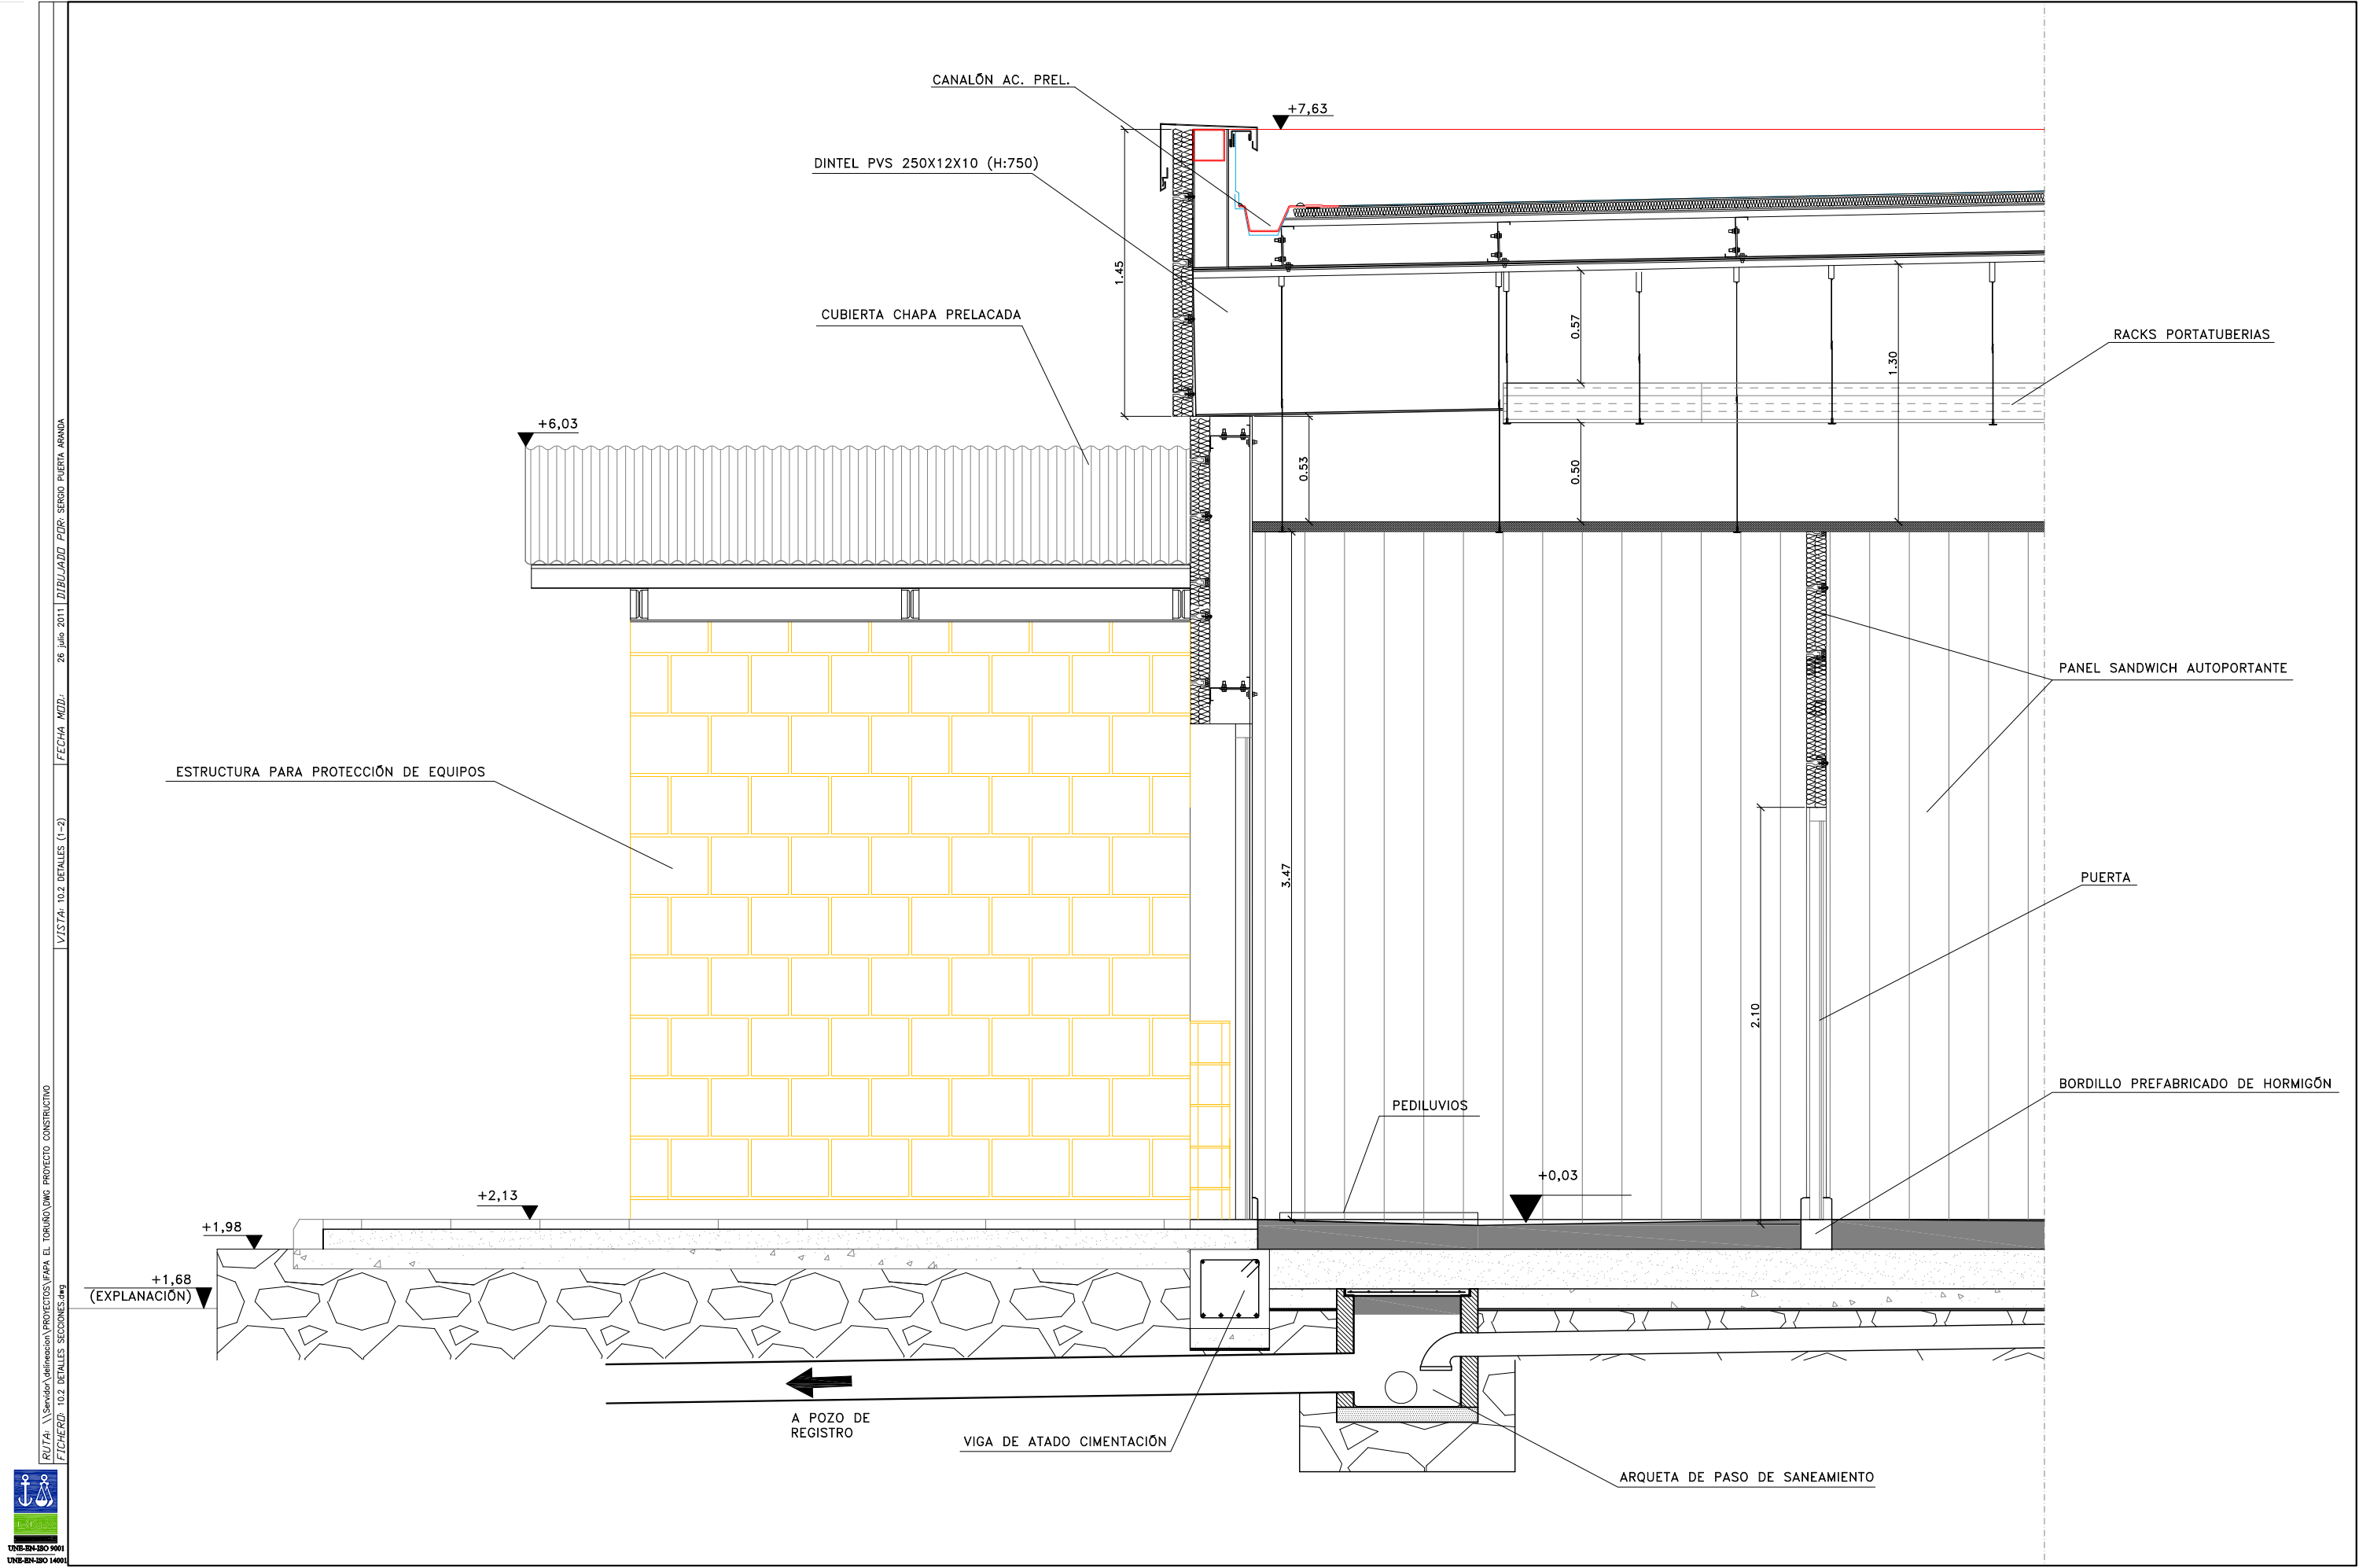 CANALÓN AC. PREL.
+7,63
DINTEL PVS 250X12X10 (H:750)
1.45
CUBIERTA CHAPA PRELACADA
0.57
1.30
RACKS PORTATUBERIAS
+6,03
0.53
0.50
PANEL SANDWICH AUTOPORTANTE
ESTRUCTURA PARA PROTECCIÓN DE EQUIPOS
3.47
PUERTA
2.10
BORDILLO PREFABRICADO DE HORMIGÓN
PEDILUVIOS
+0,03
+2,13
+1,98
+1,68
(EXPLANACIÓN)
A POZO DE
REGISTRO
VIGA DE ATADO CIMENTACIÓN
ARQUETA DE PASO DE SANEAMIENTO
RUTA: \\Servidor\delineacion\PROYECTOS\IFAPA EL TORUÑO\DWG PROYECTO CONSTRUCTIVO
FICHERO: 10.2 DETALLES SECCIONES.dwg
VISTA: 10.2 DETALLES (1-2)
FECHA MOD.: 26 julio 2011
DIBUJADO POR: SERGIO PUERTA ARANDA
UNE-EN-ISO 9001
UNE-EN-ISO 14001